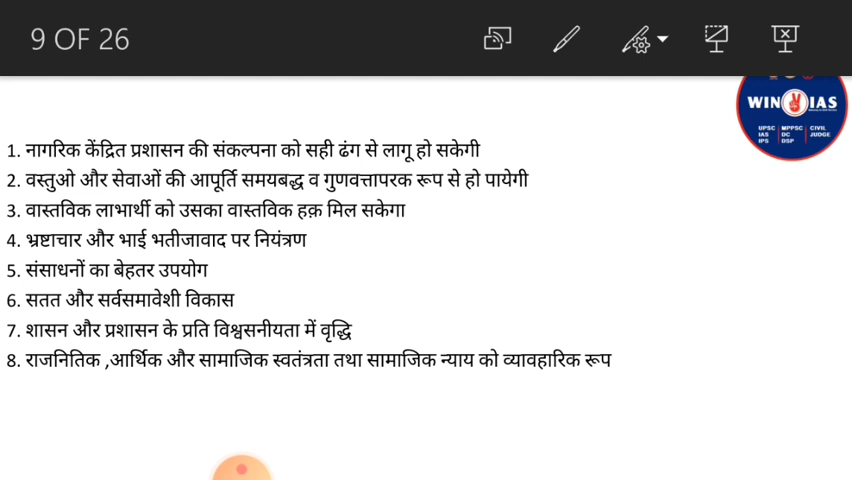 9 OF 26
WIN IAS
UPSC MPPSC CIVIL
IAS DC JUDGE
IPS DSP
1. नागरिक केंद्रित प्रशासन की संकल्पना को सही ढंग से लागू हो सकेगी
2. वस्तुओ और सेवाओं की आपूर्ति समयबद्ध व गुणवत्तापरक रूप से हो पायेगी
3. वास्तविक लाभार्थी को उसका वास्तविक हक़ मिल सकेगा
4. भ्रष्टाचार और भाई भतीजावाद पर नियंत्रण
5. संसाधनों का बेहतर उपयोग
6. सतत और सर्वसमावेशी विकास
7. शासन और प्रशासन के प्रति विश्वसनीयता में वृद्धि
8. राजनितिक ,आर्थिक और सामाजिक स्वतंत्रता तथा सामाजिक न्याय को व्यावहारिक रूप